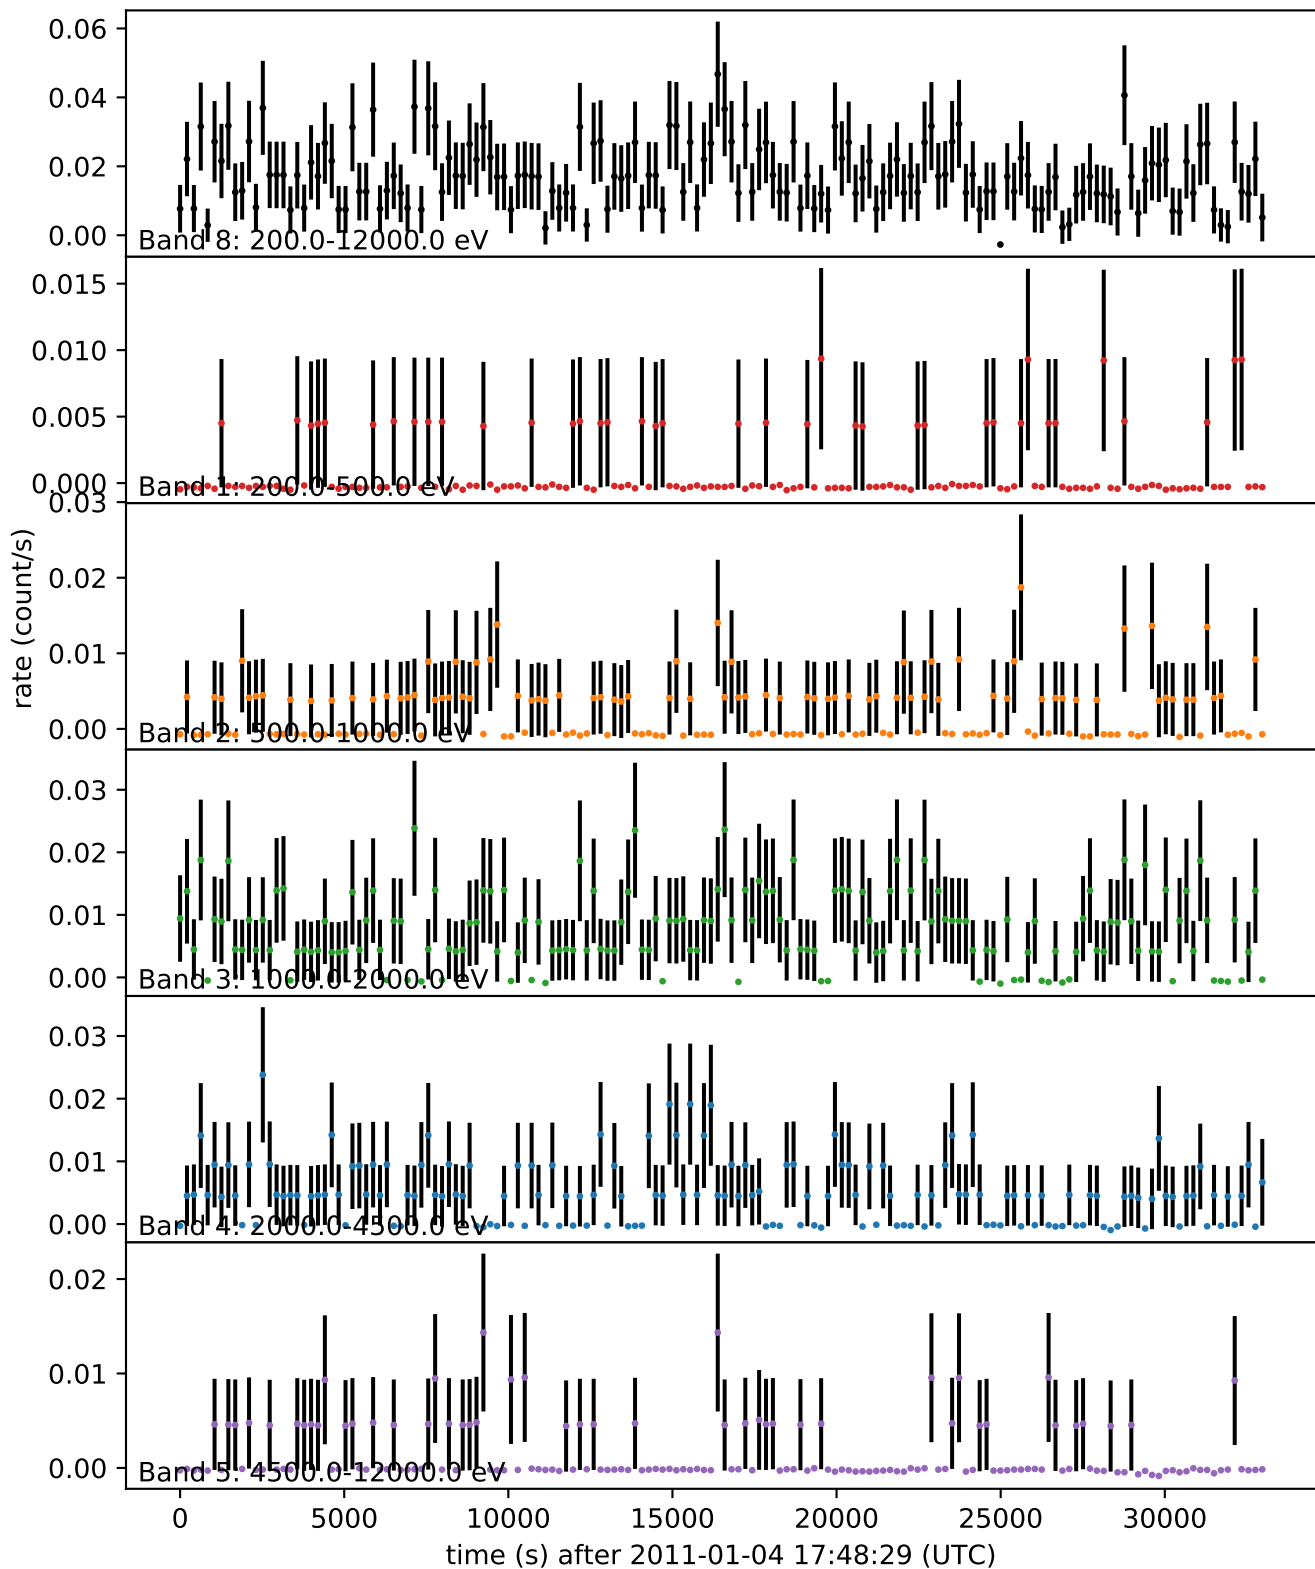 0.06
0.04
0.02
0.00
Band 8: 200.0-12000.0 eV
0.015
0.010
0.005
0.000
Band 1: 200.0-500.0 eV
0.03
0.02
0.01
0.00
Band 2: 500.0-1000.0 eV
rate (count/s)
0.03
0.02
0.01
0.00
Band 3: 1000.0-2000.0 eV
0.03
0.02
0.01
0.00
Band 4: 2000.0-4500.0 eV
0.02
0.01
0.00
Band 5: 4500.0-12000.0 eV
0 5000 10000 15000 20000 25000 30000
time (s) after 2011-01-04 17:48:29 (UTC)